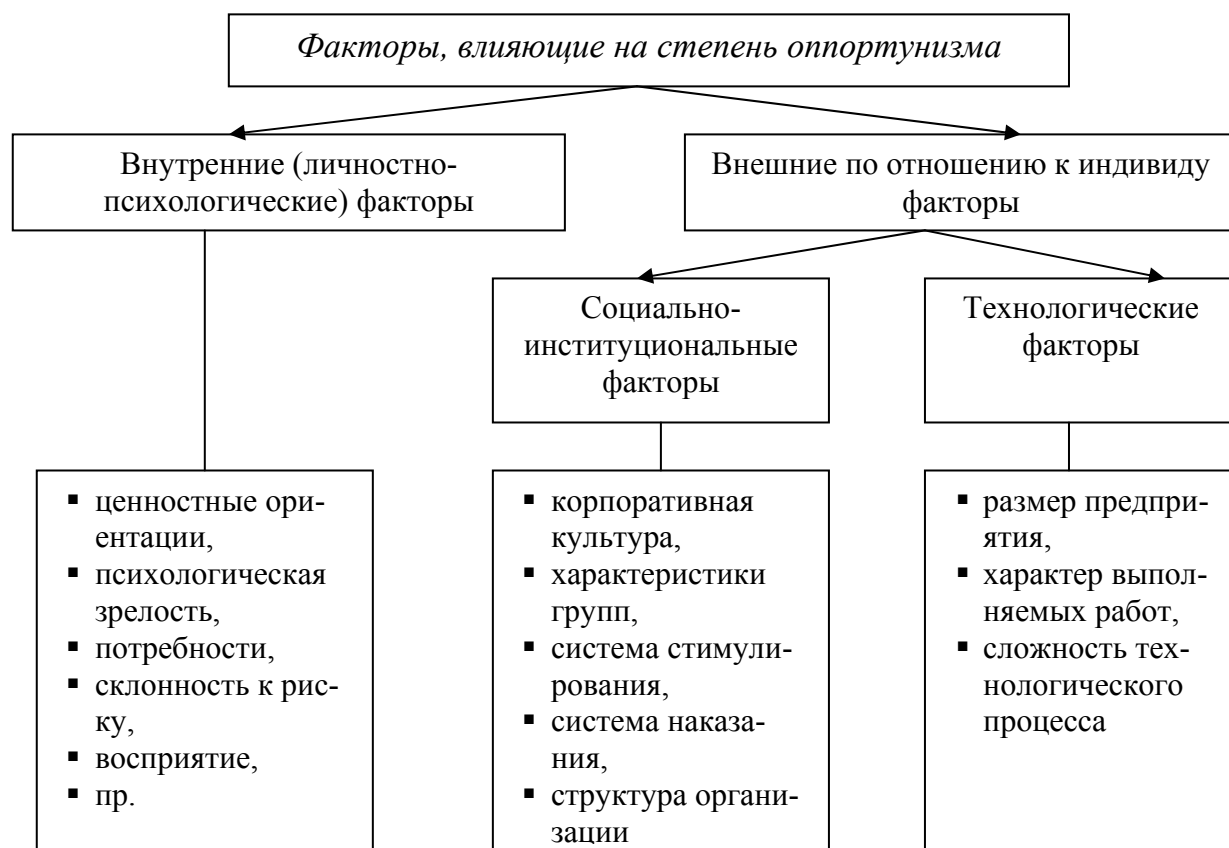 Факторы, влияющие на степень оппортунизма
Внутренние (личностно-
психологические) факторы
Внешние по отношению к индивиду
факторы
Социально-
институциональные
факторы
Технологические
факторы
▪ ценностные ори-
ентации,
▪ психологическая
зрелость,
▪ потребности,
▪ склонность к рис-
ку,
▪ восприятие,
▪ пр.
▪ корпоративная
культура,
▪ характеристики
групп,
▪ система стимули-
рования,
▪ система наказа-
ния,
▪ структура органи-
зации
▪ размер предпри-
ятия,
▪ характер выпол-
няемых работ,
▪ сложность тех-
нологического
процесса